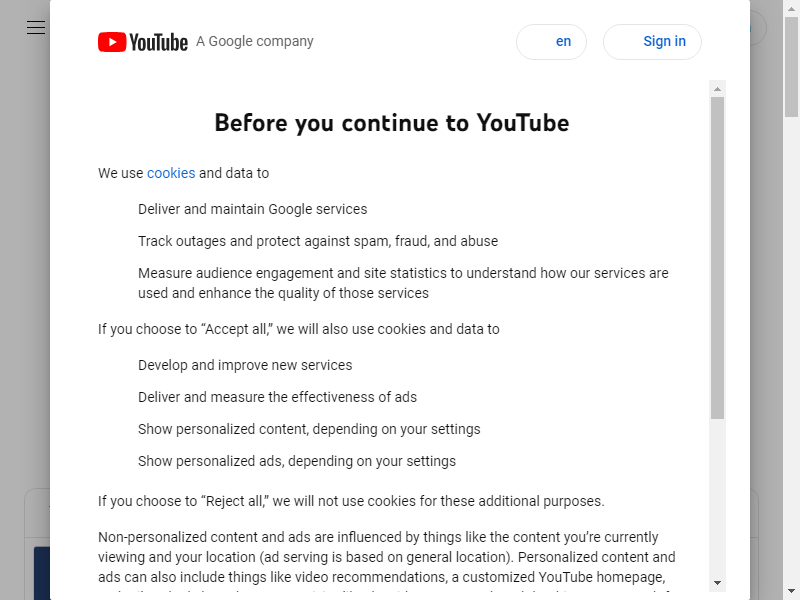 YouTube A Google company
en
Sign in
Before you continue to YouTube
We use cookies and data to
Deliver and maintain Google services
Track outages and protect against spam, fraud, and abuse
Measure audience engagement and site statistics to understand how our services are
used and enhance the quality of those services
If you choose to “Accept all,” we will also use cookies and data to
Develop and improve new services
Deliver and measure the effectiveness of ads
Show personalized content, depending on your settings
Show personalized ads, depending on your settings
If you choose to “Reject all,” we will not use cookies for these additional purposes.
Non-personalized content and ads are influenced by things like the content you’re currently
viewing and your location (ad serving is based on general location). Personalized content and
ads can also include things like video recommendations, a customized YouTube homepage,